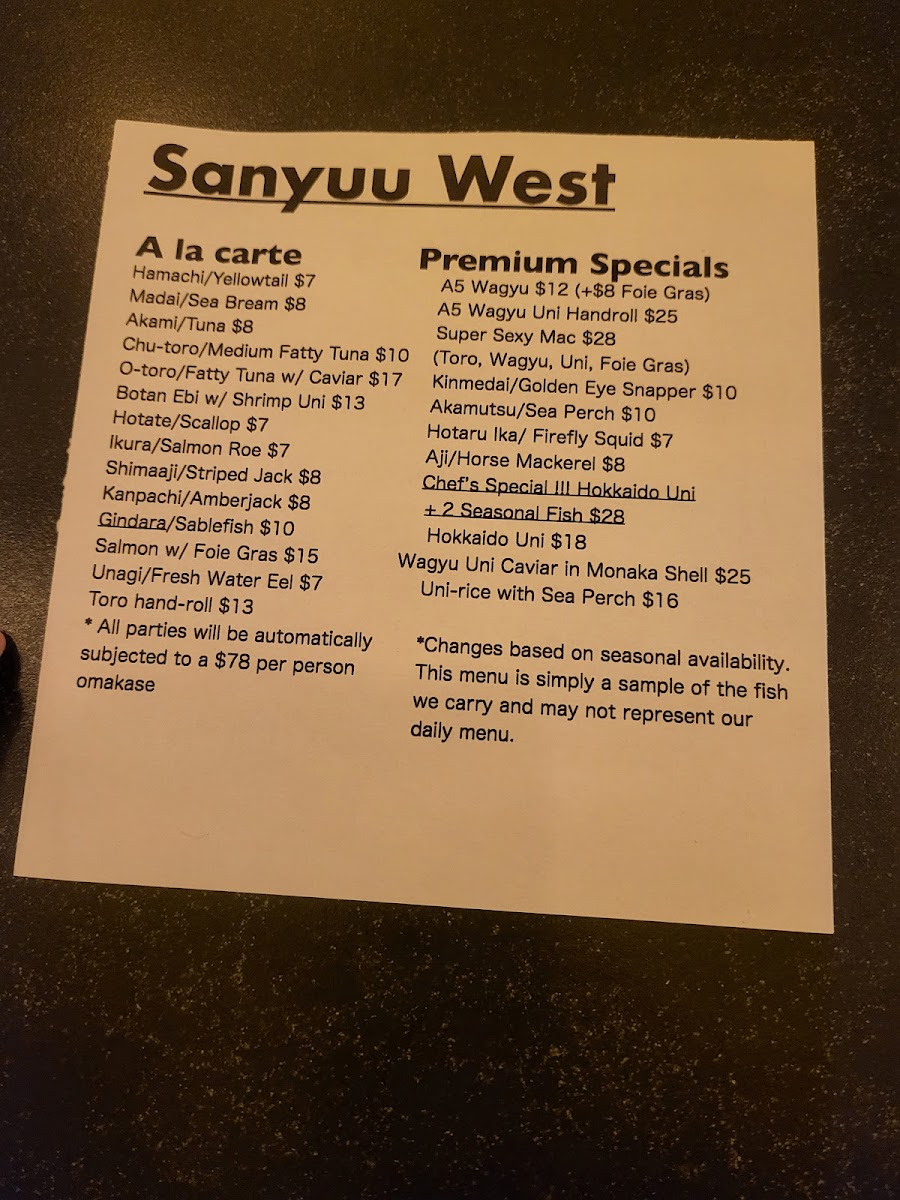 Sanyuu West
A la carte
Hamachi/Yellowtail $7
Madai/Sea Bream $8
Akami/Tuna $8
Chu-toro/Medium Fatty Tuna $10
O-toro/Fatty Tuna w/ Caviar $17
Botan Ebi w/ Shrimp Uni $13
Hotate/Scallop $7
Ikura/Salmon Roe $7
Shimaaji/Striped Jack $8
Kanpachi/Amberjack $8
Gindara/Sablefish $10
Salmon w/ Foie Gras $15
Unagi/Fresh Water Eel $7
Toro hand-roll $13
* All parties will be automatically
subjected to a $78 per person
omakase
Premium Specials
A5 Wagyu $12 (+$8 Foie Gras)
A5 Wagyu Uni Handroll $25
Super Sexy Mac $28
(Toro, Wagyu, Uni, Foie Gras)
Kinmedai/Golden Eye Snapper $10
Akamutsu/Sea Perch $10
Hotaru Ika/ Firefly Squid $7
Aji/Horse Mackerel $8
Chef's Special !!! Hokkaido Uni
+ 2 Seasonal Fish $28
Hokkaido Uni $18
Wagyu Uni Caviar in Monaka Shell $25
Uni-rice with Sea Perch $16
*Changes based on seasonal availability.
This menu is simply a sample of the fish
we carry and may not represent our
daily menu.